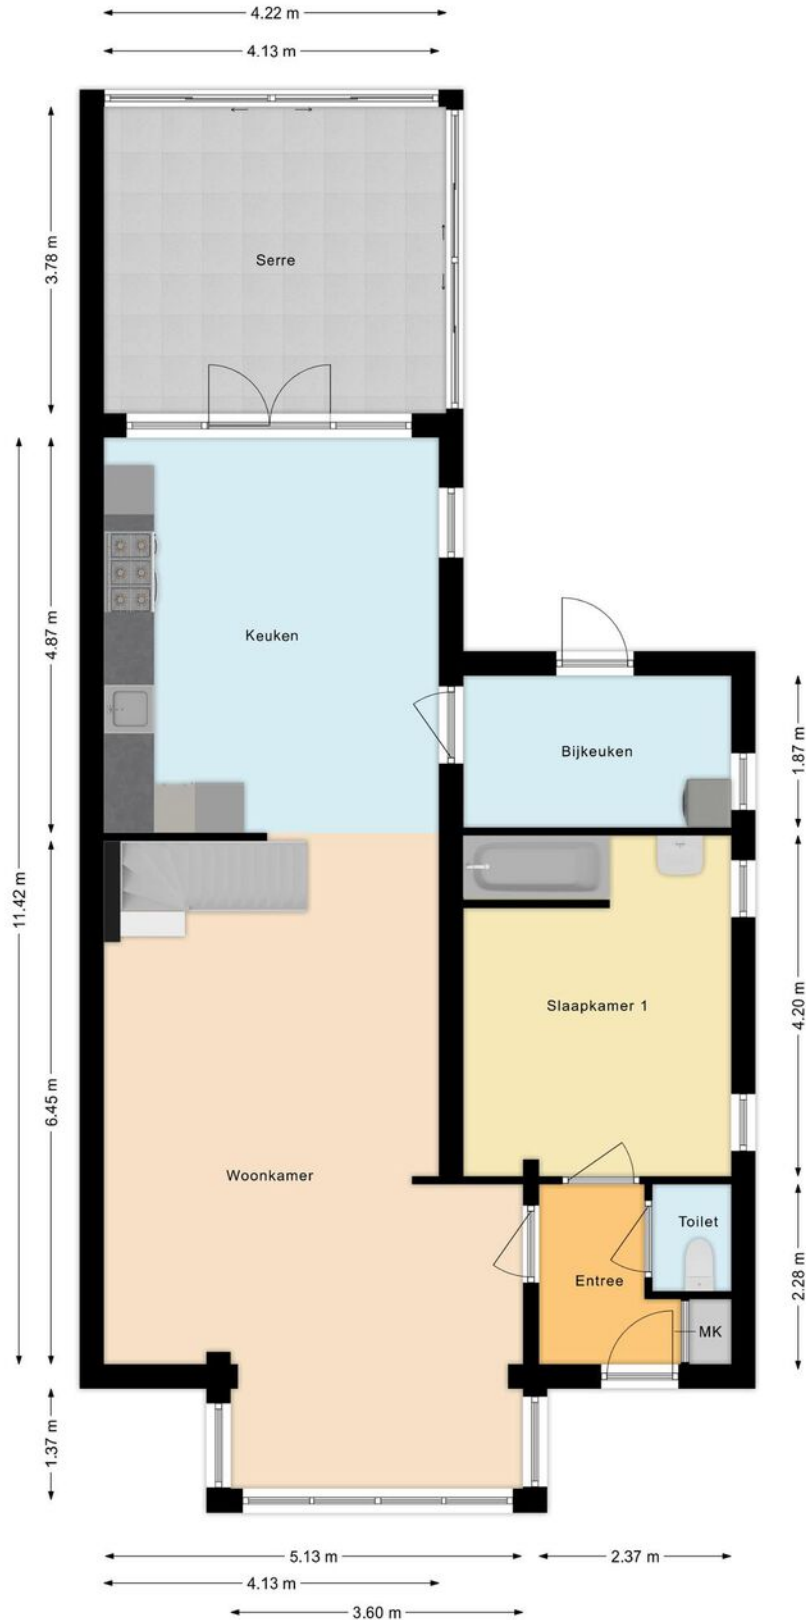 4.22 m
4.13 m
3.78 m
Serre
4.87 m
Keuken
11.42 m
1.87 m
Bijkeuken
6.45 m
4.20 m
Slaapkamer 1
Woonkamer
Toilet
2.28 m
Entree
MK
1.37 m
5.13 m
2.37 m
4.13 m
3.60 m